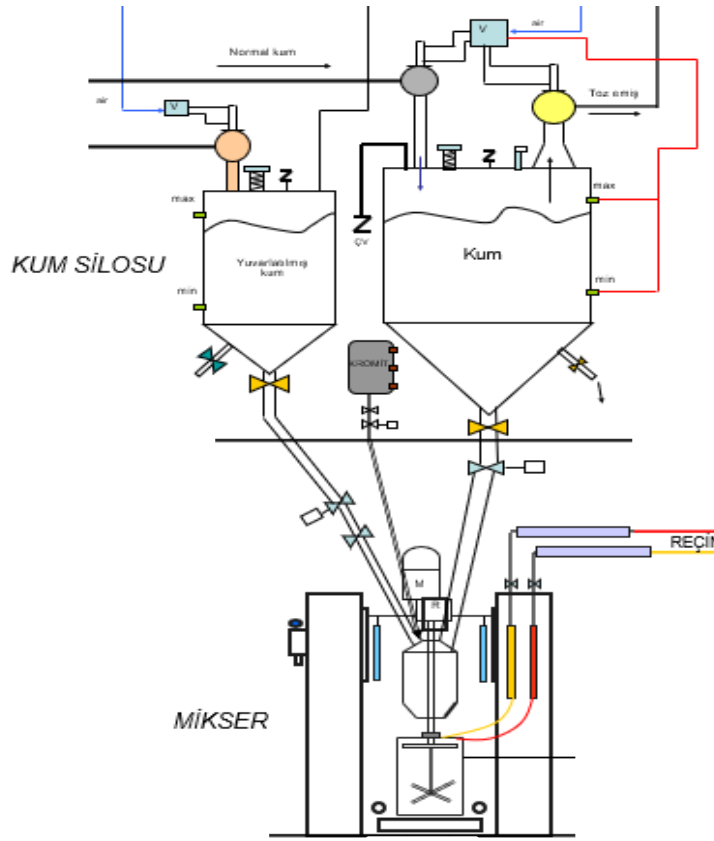 V
air
Normal kum
air
V
Toz emiş
max
max
ÇV
Kum
KUM SİLOSU
Yuvarlatılmış
kum
min
min
KROMİT
REÇİN
M
R
MİKSER